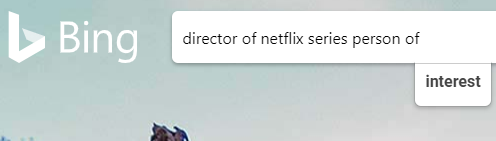 Bing
director of netflix series person of
interest